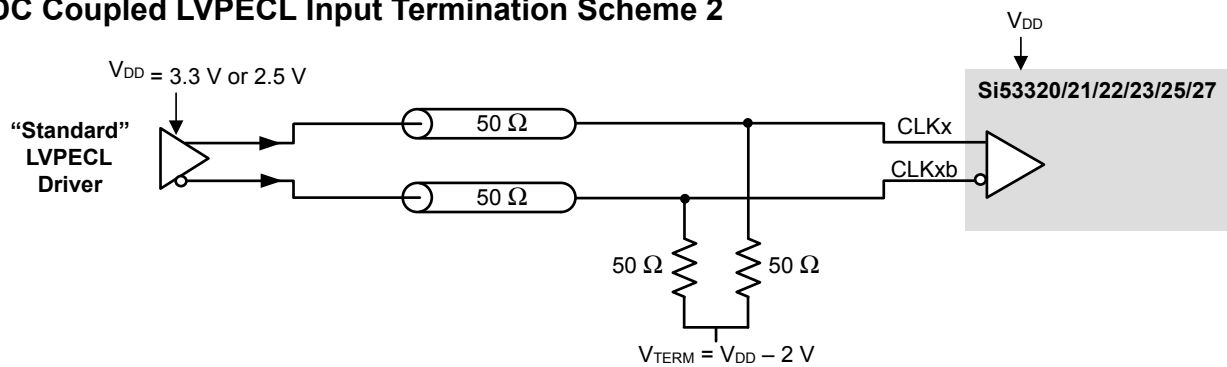 DC Coupled LVPECL Input Termination Scheme 2
VDD
VDD = 3.3 V or 2.5 V
Si53320/21/22/23/25/27
“Standard”
LVPECL
Driver
50 Ω
CLKx
CLKxb
50 Ω
50 Ω
50 Ω
VTERM = VDD – 2 V